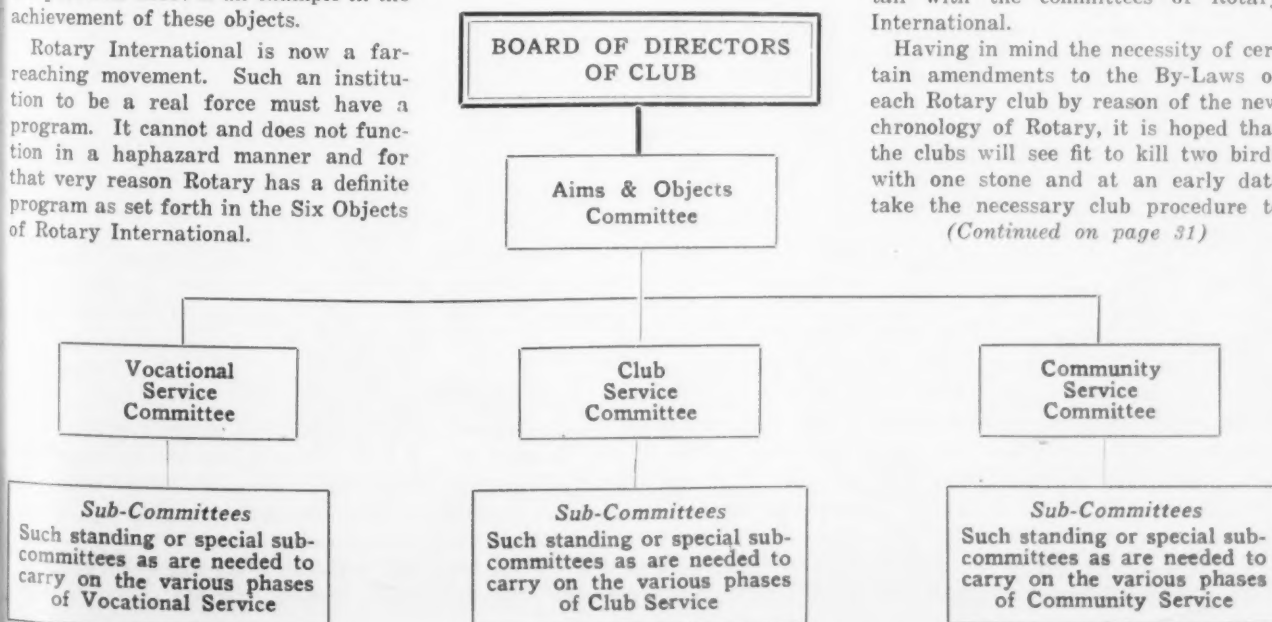 achievement of these objects.
Rotary International is now a far-
reaching movement. Such an institu-
tion to be a real force must have a
program. It cannot and does not func-
tion in a haphazard manner and for
that very reason Rotary has a definite
program as set forth in the Six Objects
of Rotary International.
BOARD OF DIRECTORS
OF CLUB
Aims & Objects
Committee
International.
Having in mind the necessity of cer
tain amendments to the By-Laws o
each Rotary club by reason of the new
chronology of Rotary, it is hoped tha
the clubs will see fit to kill two bird
with one stone and at an early dat
take the necessary club procedure t
(Continued on page 31)
Vocational
Service
Committee
Club
Service
Committee
Community
Service
Committee
Sub-Committees
Such standing or special sub-
committees as are needed to
carry on the various phases
of Vocational Service
Sub-Committees
Such standing or special sub-
committees as are needed to
carry on the various phases
of Club Service
Sub-Committees
Such standing or special sub-
committees as are needed to
carry on the various phases
of Community Service